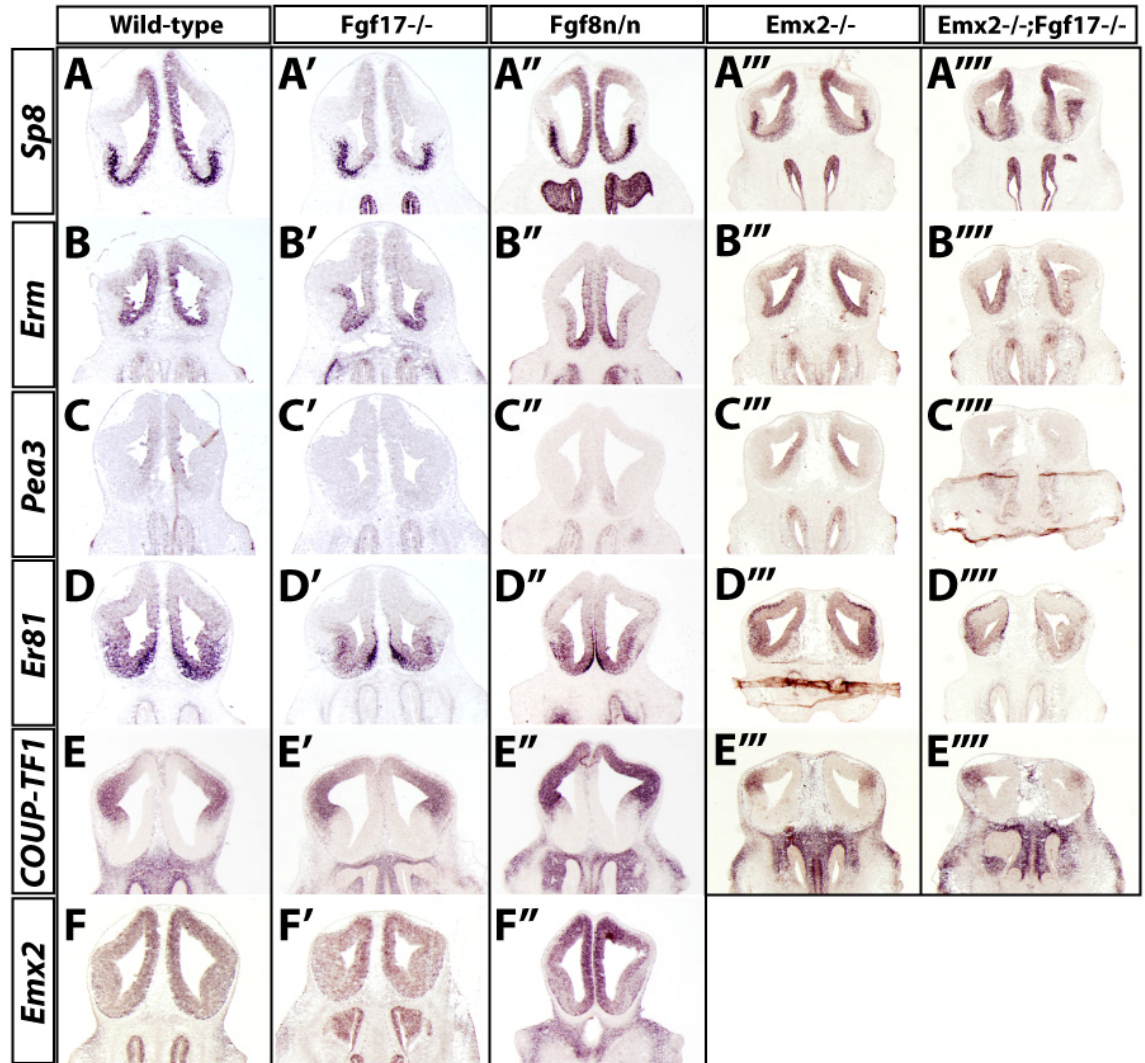 Wild-type Fgf17-/- Fgf8n/n Emx2-/- Emx2-/-;Fgf17-/-
Sp8 A A' A'' A''' A''''
Erm B B' B'' B''' B''''
Pea3 C C' C'' C''' C''''
Er81 D D' D'' D''' D''''
COUP-TF1 E E' E'' E''' E''''
Emx2 F F' F''